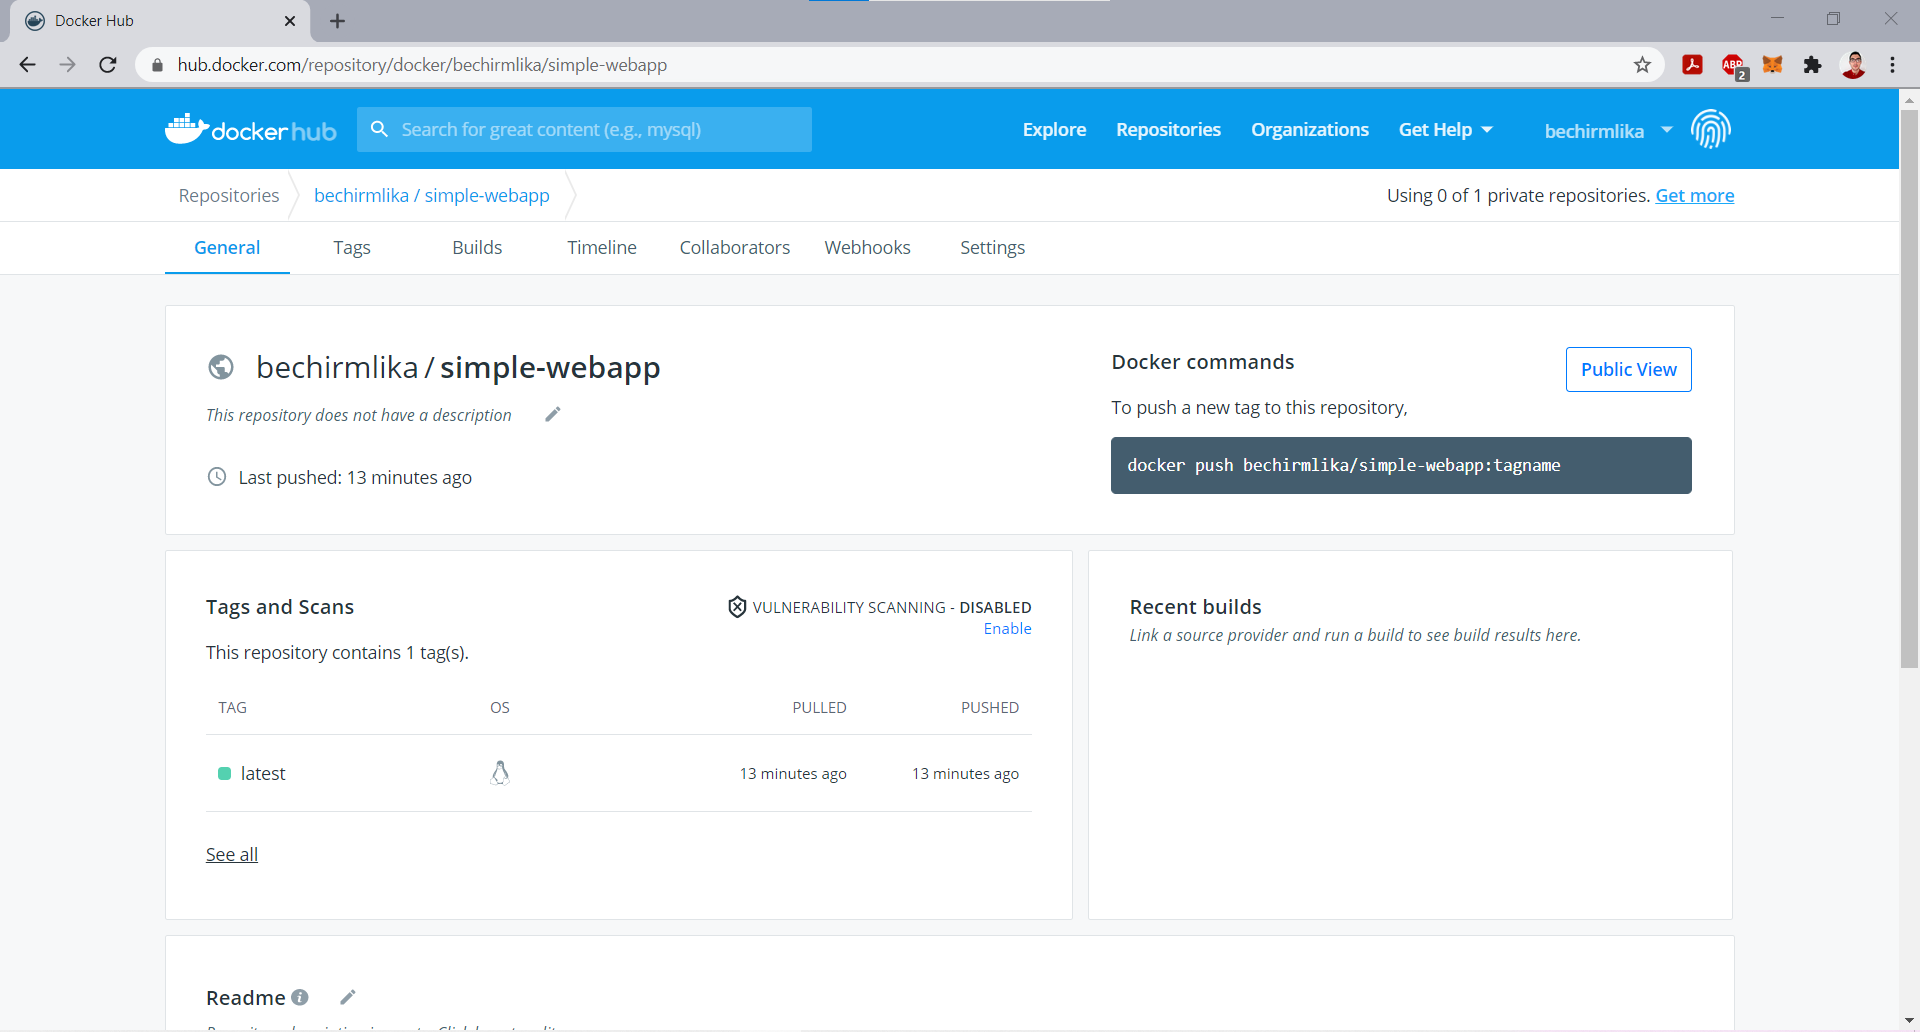 Docker Hub
hub.docker.com/repository/docker/bechirmlika/simple-webapp
ABP
2
docker hub
Search for great content (e.g., mysql)
Explore
Repositories
Organizations
Get Help
bechirmlika
Repositories
bechirmlika / simple-webapp
Using 0 of 1 private repositories. Get more
General
Tags
Builds
Timeline
Collaborators
Webhooks
Settings
bechirmlika / simple-webapp
This repository does not have a description
Last pushed: 13 minutes ago
Docker commands
Public View
To push a new tag to this repository,
docker push bechirmlika/simple-webapp:tagname
Tags and Scans
VULNERABILITY SCANNING - DISABLED
Enable
This repository contains 1 tag(s).
TAG
OS
PULLED
PUSHED
latest
13 minutes ago
13 minutes ago
See all
Recent builds
Link a source provider and run a build to see build results here.
Readme